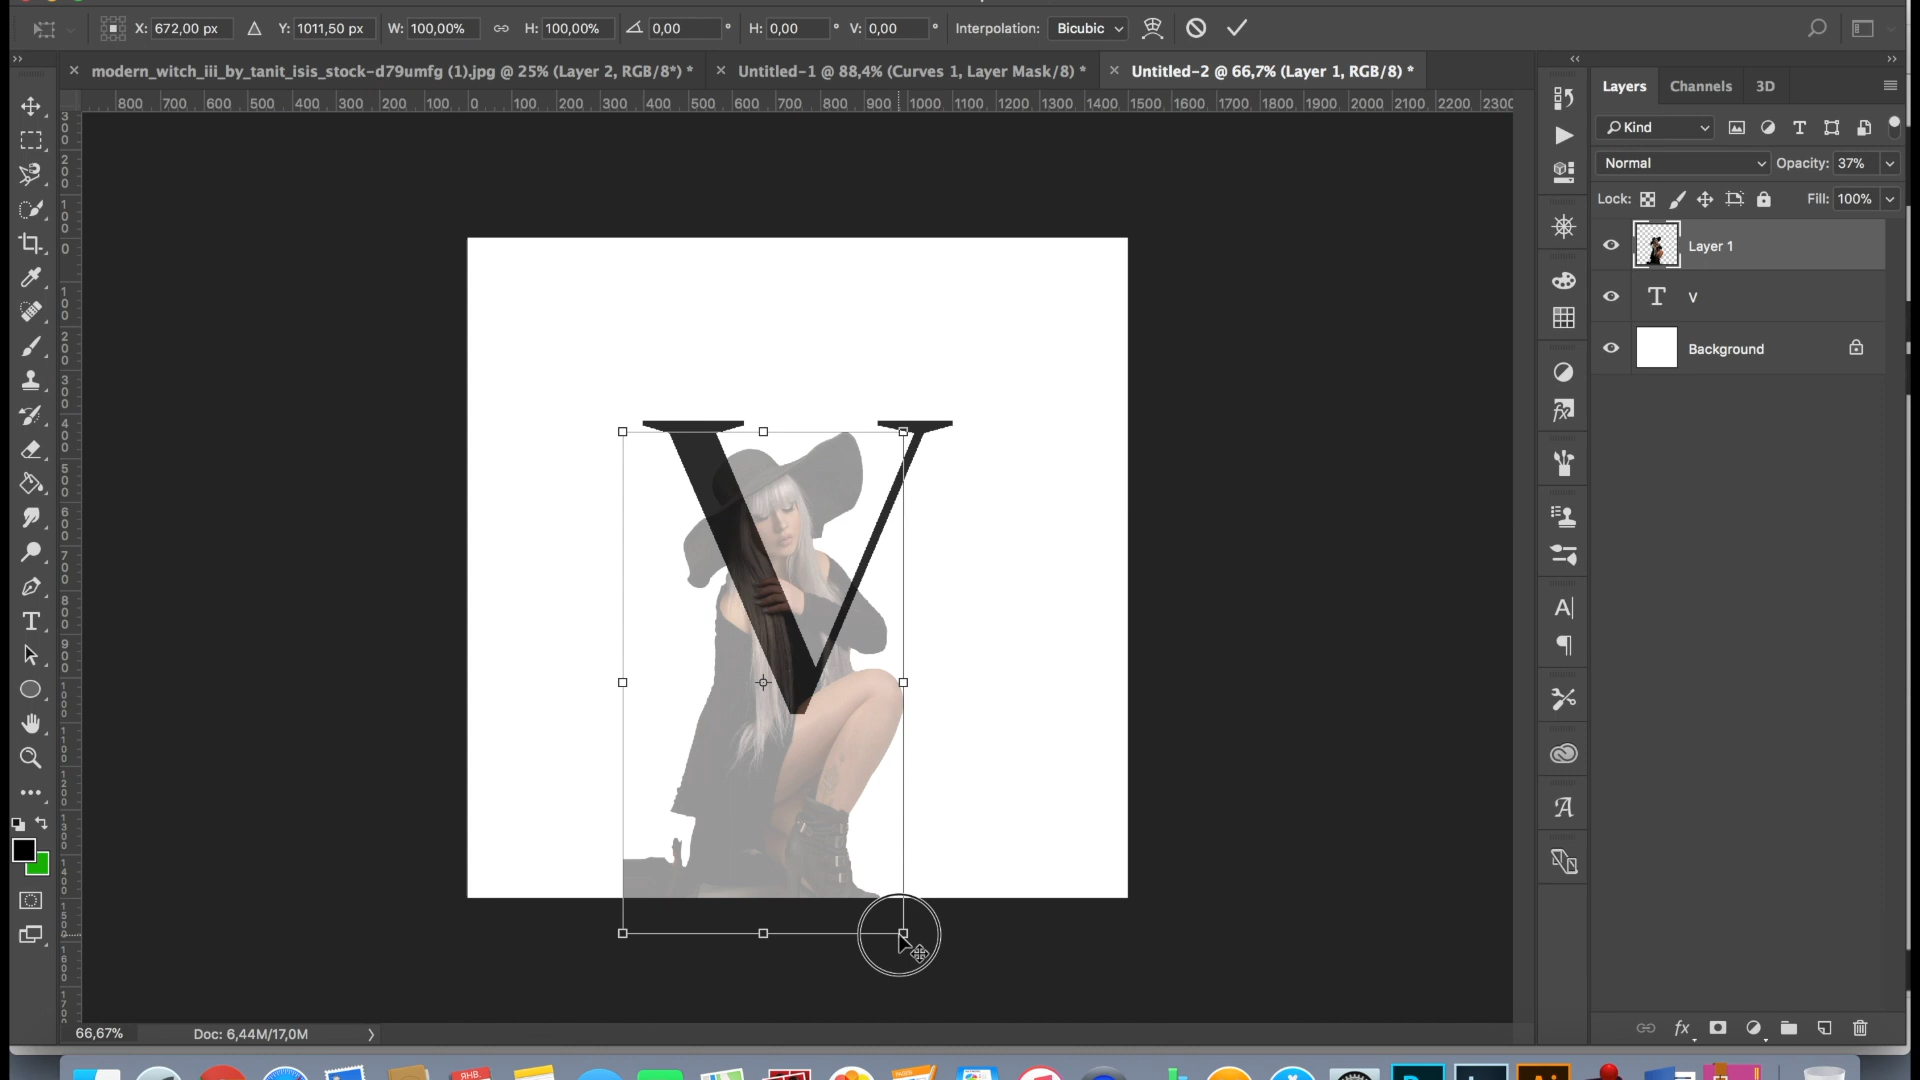 X: 672,00 px Y: 1011,50 px W: 100,00% H: 100,00% 0,00 ° H: 0,00 ° V: 0,00 ° Interpolation: Bicubic
modern_witch_iii_by_tanit_isis_stock-d79umfg (1).jpg @ 25% (Layer 2, RGB/8*) * Untitled-1 @ 88,4% (Curves 1, Layer Mask/8) * Untitled-2 @ 66,7% (Layer 1, RGB/8) *
800 700 600 500 400 300 200 100 0 100 200 300 400 500 600 700 800 900 1000 1100 1200 1300 1400 1500 1600 1700 1800 1900 2000 2100 2200 2300
Layers Channels 3D
Kind
Normal Opacity: 37%
Lock: Fill: 100%
Layer 1
V
Background
V
66,67% Doc: 6,44M/17,0M
ЯНВ.
PAGES